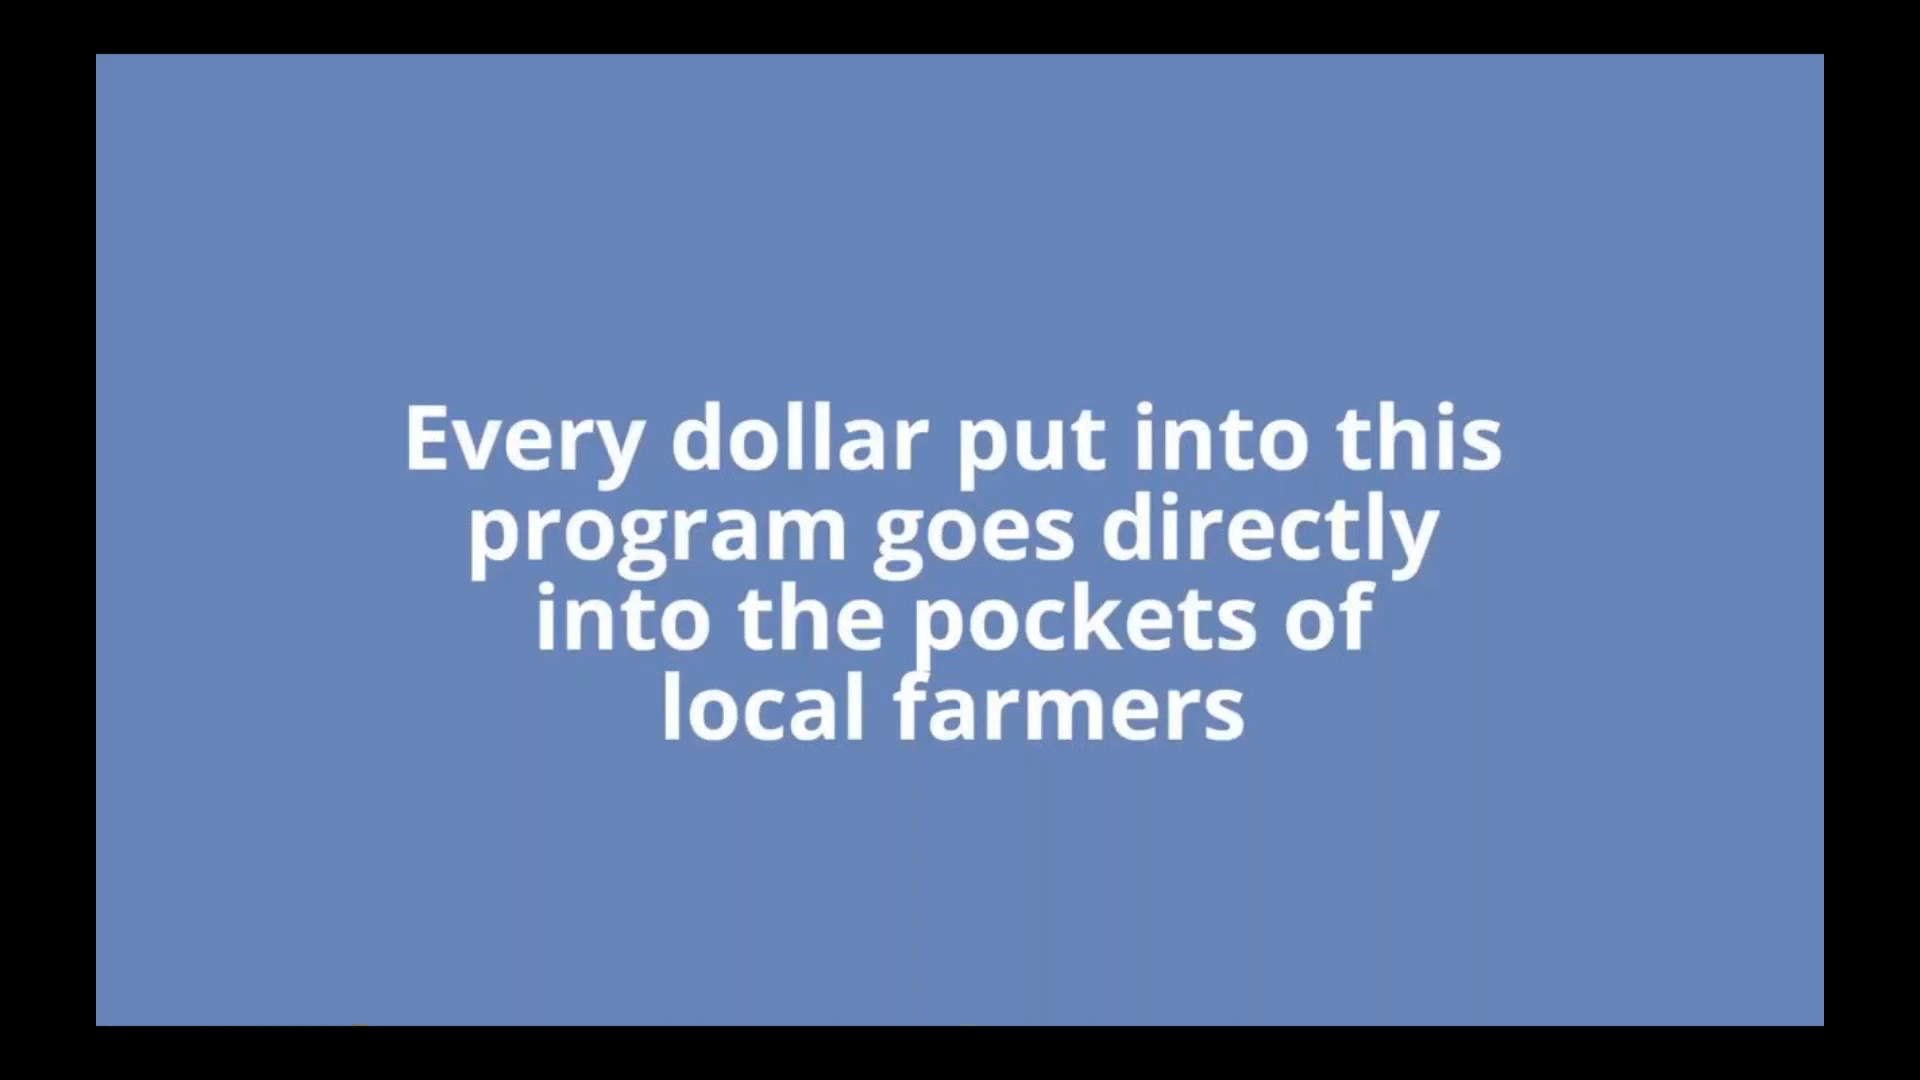 Every dollar put into this
program goes directly
into the pockets of
local farmers